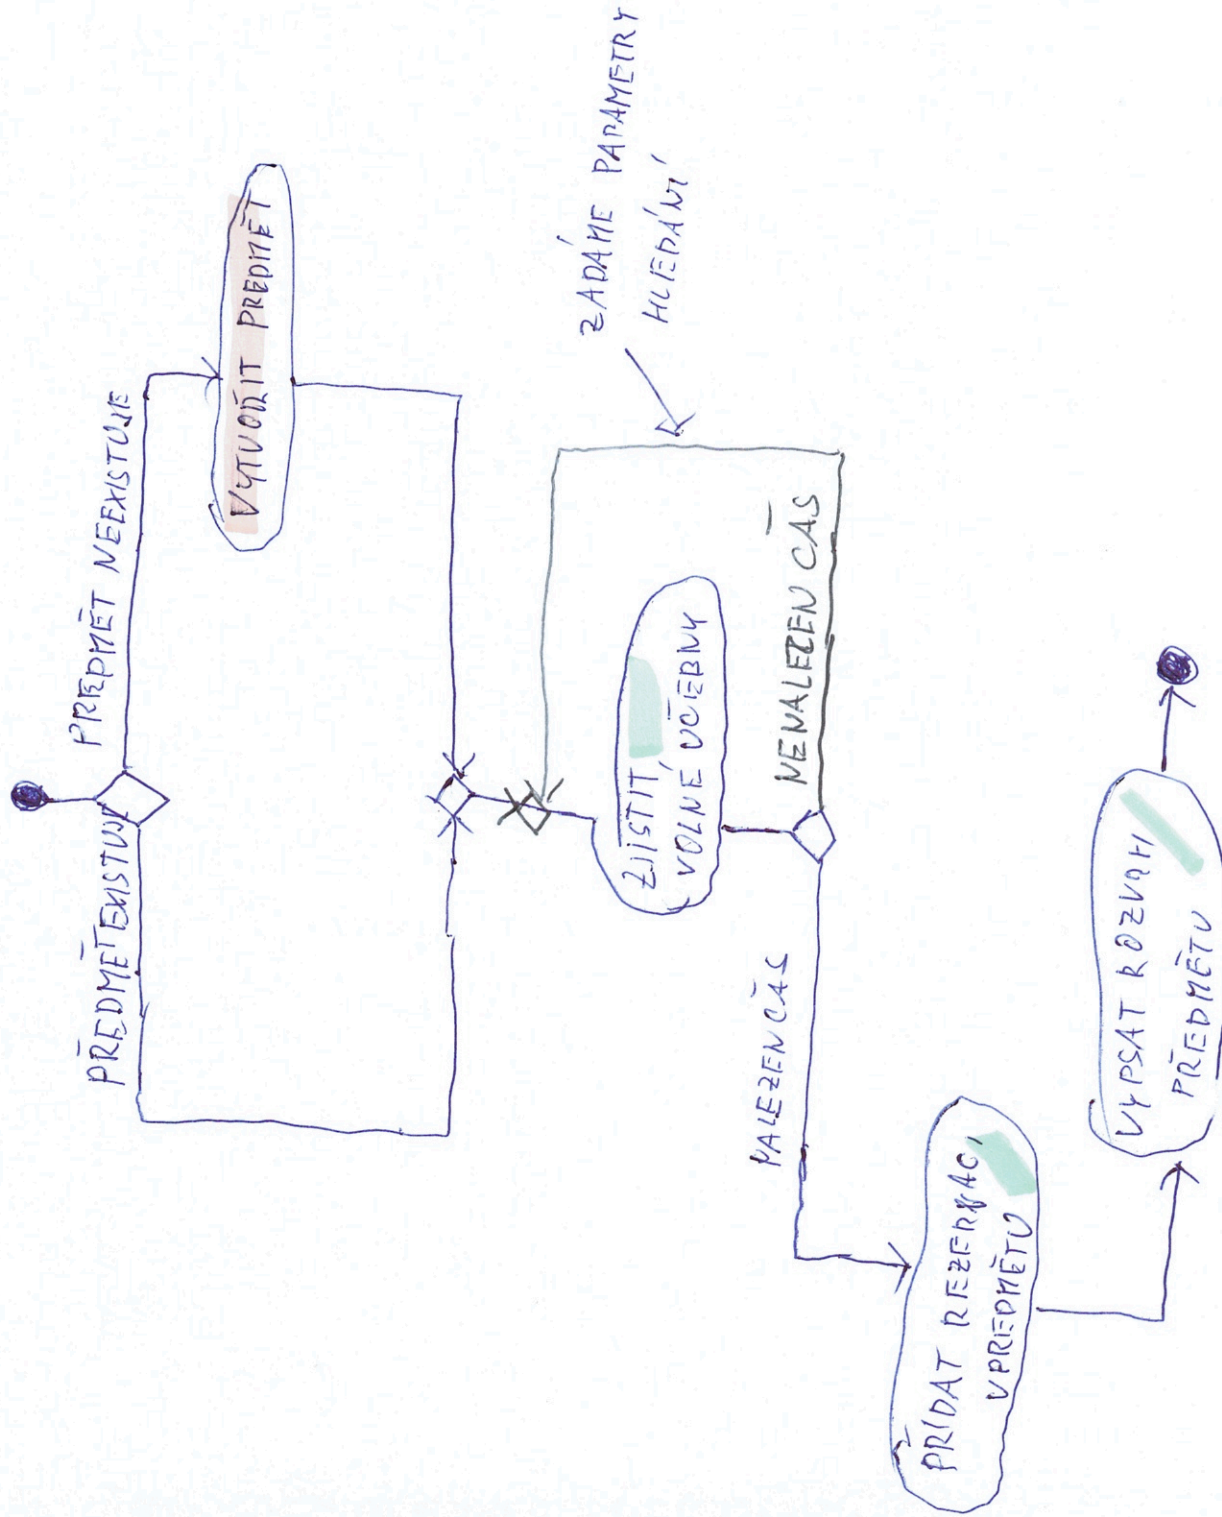 PŘEDMĚT EXISTUJE
PŘEDMĚT NEEXISTUJE
VYTVOŘIT PŘEDMĚT
ZADÁME PARAMETRY
HLEDÁNÍ
ZJISTIT
VOLNÉ UČEBNY
NENALEZEN ČAS
NALEZEN ČAS
PŘIDAT REZERVACI
V PŘEDMĚTU
VYPSAT ROZVRH
PŘEDMĚTU